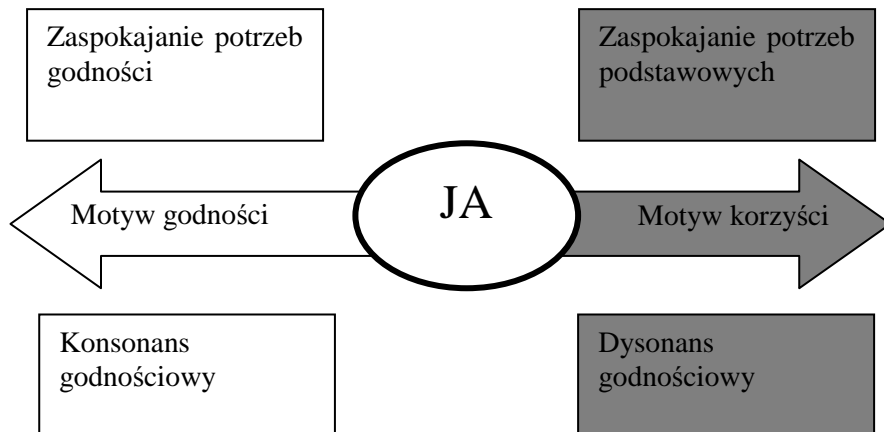 Zaspokajanie potrzeb
godności
Zaspokajanie potrzeb
podstawowych
Motyw godności
JA
Motyw korzyści
Konsonans
godnościowy
Dysonans
godnościowy